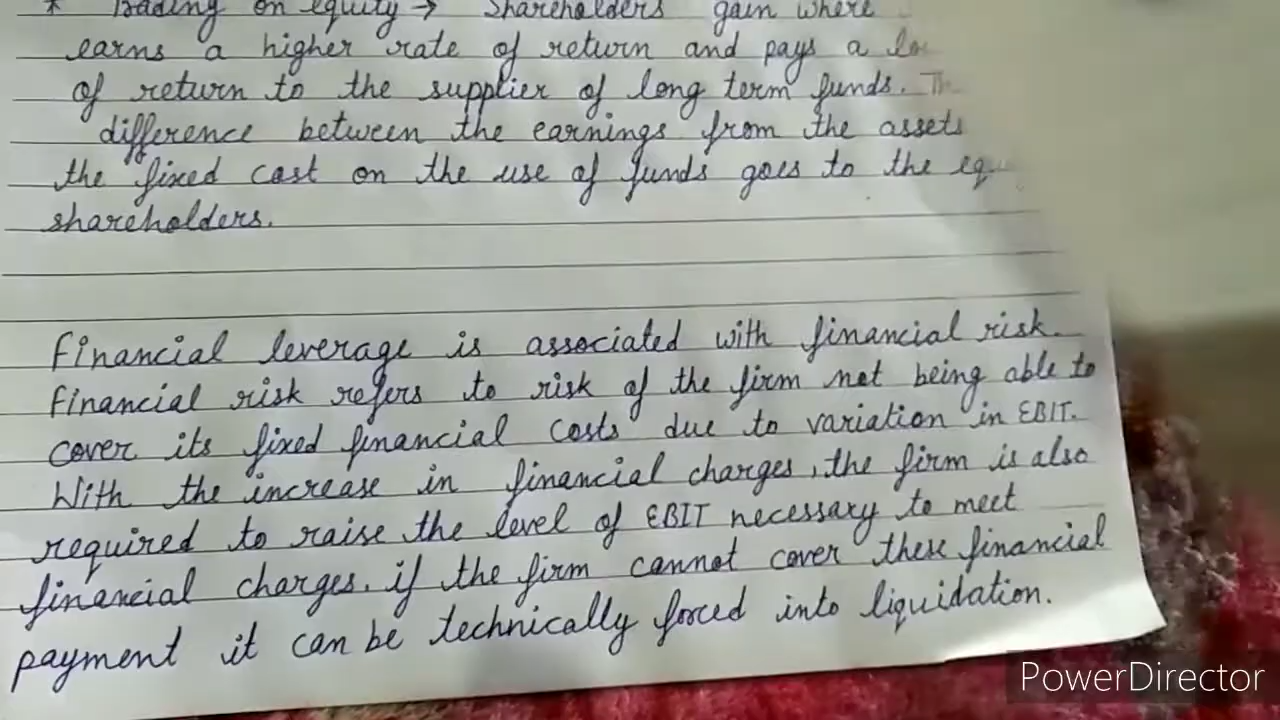 * Trading on equity → Shareholders gain where
earns a higher rate of return and pays a
of return to the supplier of long term funds.
difference between the earnings from the assets
the fixed cost on the use of funds goes to the
shareholders.
Financial leverage is associated with financial risk.
Financial risk refers to risk of the firm not being able to
cover its fixed financial costs due to variation in EBIT.
With the increase in financial charges, the firm is also
required to raise the level of EBIT necessary to meet
financial charges. if the firm cannot cover these financial
payment it can be technically forced into liquidation.
PowerDirector